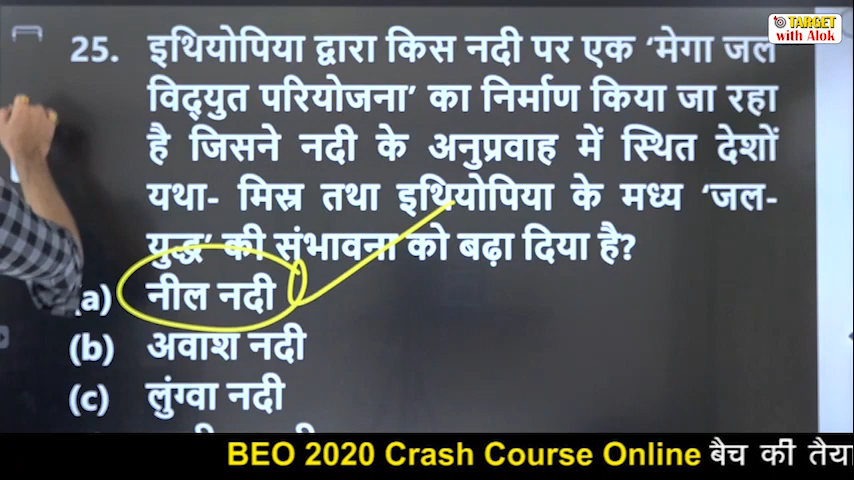 TARGET
with Alok
25. इथियोपिया द्वारा किस नदी पर एक ‘मेगा जल
विद्युत परियोजना’ का निर्माण किया जा रहा
है जिसने नदी के अनुप्रवाह में स्थित देशों
यथा- मिस्र तथा इथियोपिया के मध्य ‘जल-
युद्ध’ की संभावना को बढ़ा दिया है?
(a) नील नदी
(b) अवाश नदी
(c) लुंग्वा नदी
BEO 2020 Crash Course Online बैच की तैया